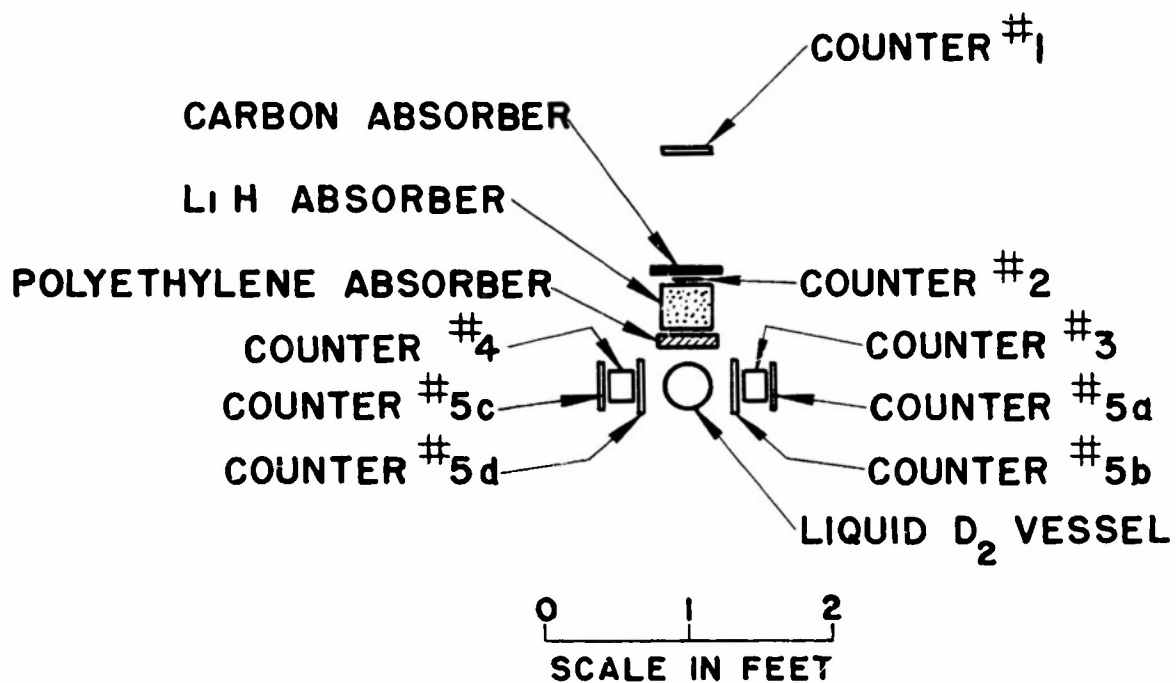 COUNTER #1
CARBON ABSORBER
LI H ABSORBER
POLYETHYLENE ABSORBER
COUNTER #2
COUNTER #4
COUNTER #3
COUNTER #5c
COUNTER #5a
COUNTER #5d
COUNTER #5b
LIQUID D₂ VESSEL
0 1 2
SCALE IN FEET